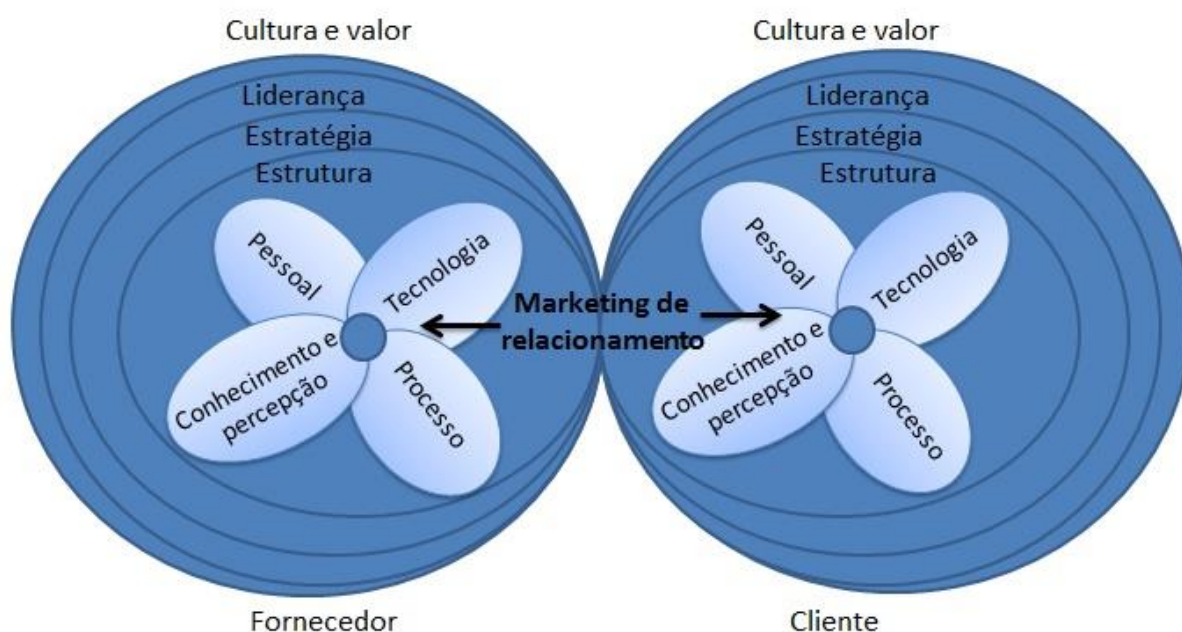 Cultura e valor
Liderança
Estratégia
Estrutura
Pessoal
Tecnologia
Conhecimento e
percepção
Processo
Fornecedor
Marketing de
relacionamento
Cultura e valor
Liderança
Estratégia
Estrutura
Pessoal
Tecnologia
Conhecimento e
percepção
Processo
Cliente